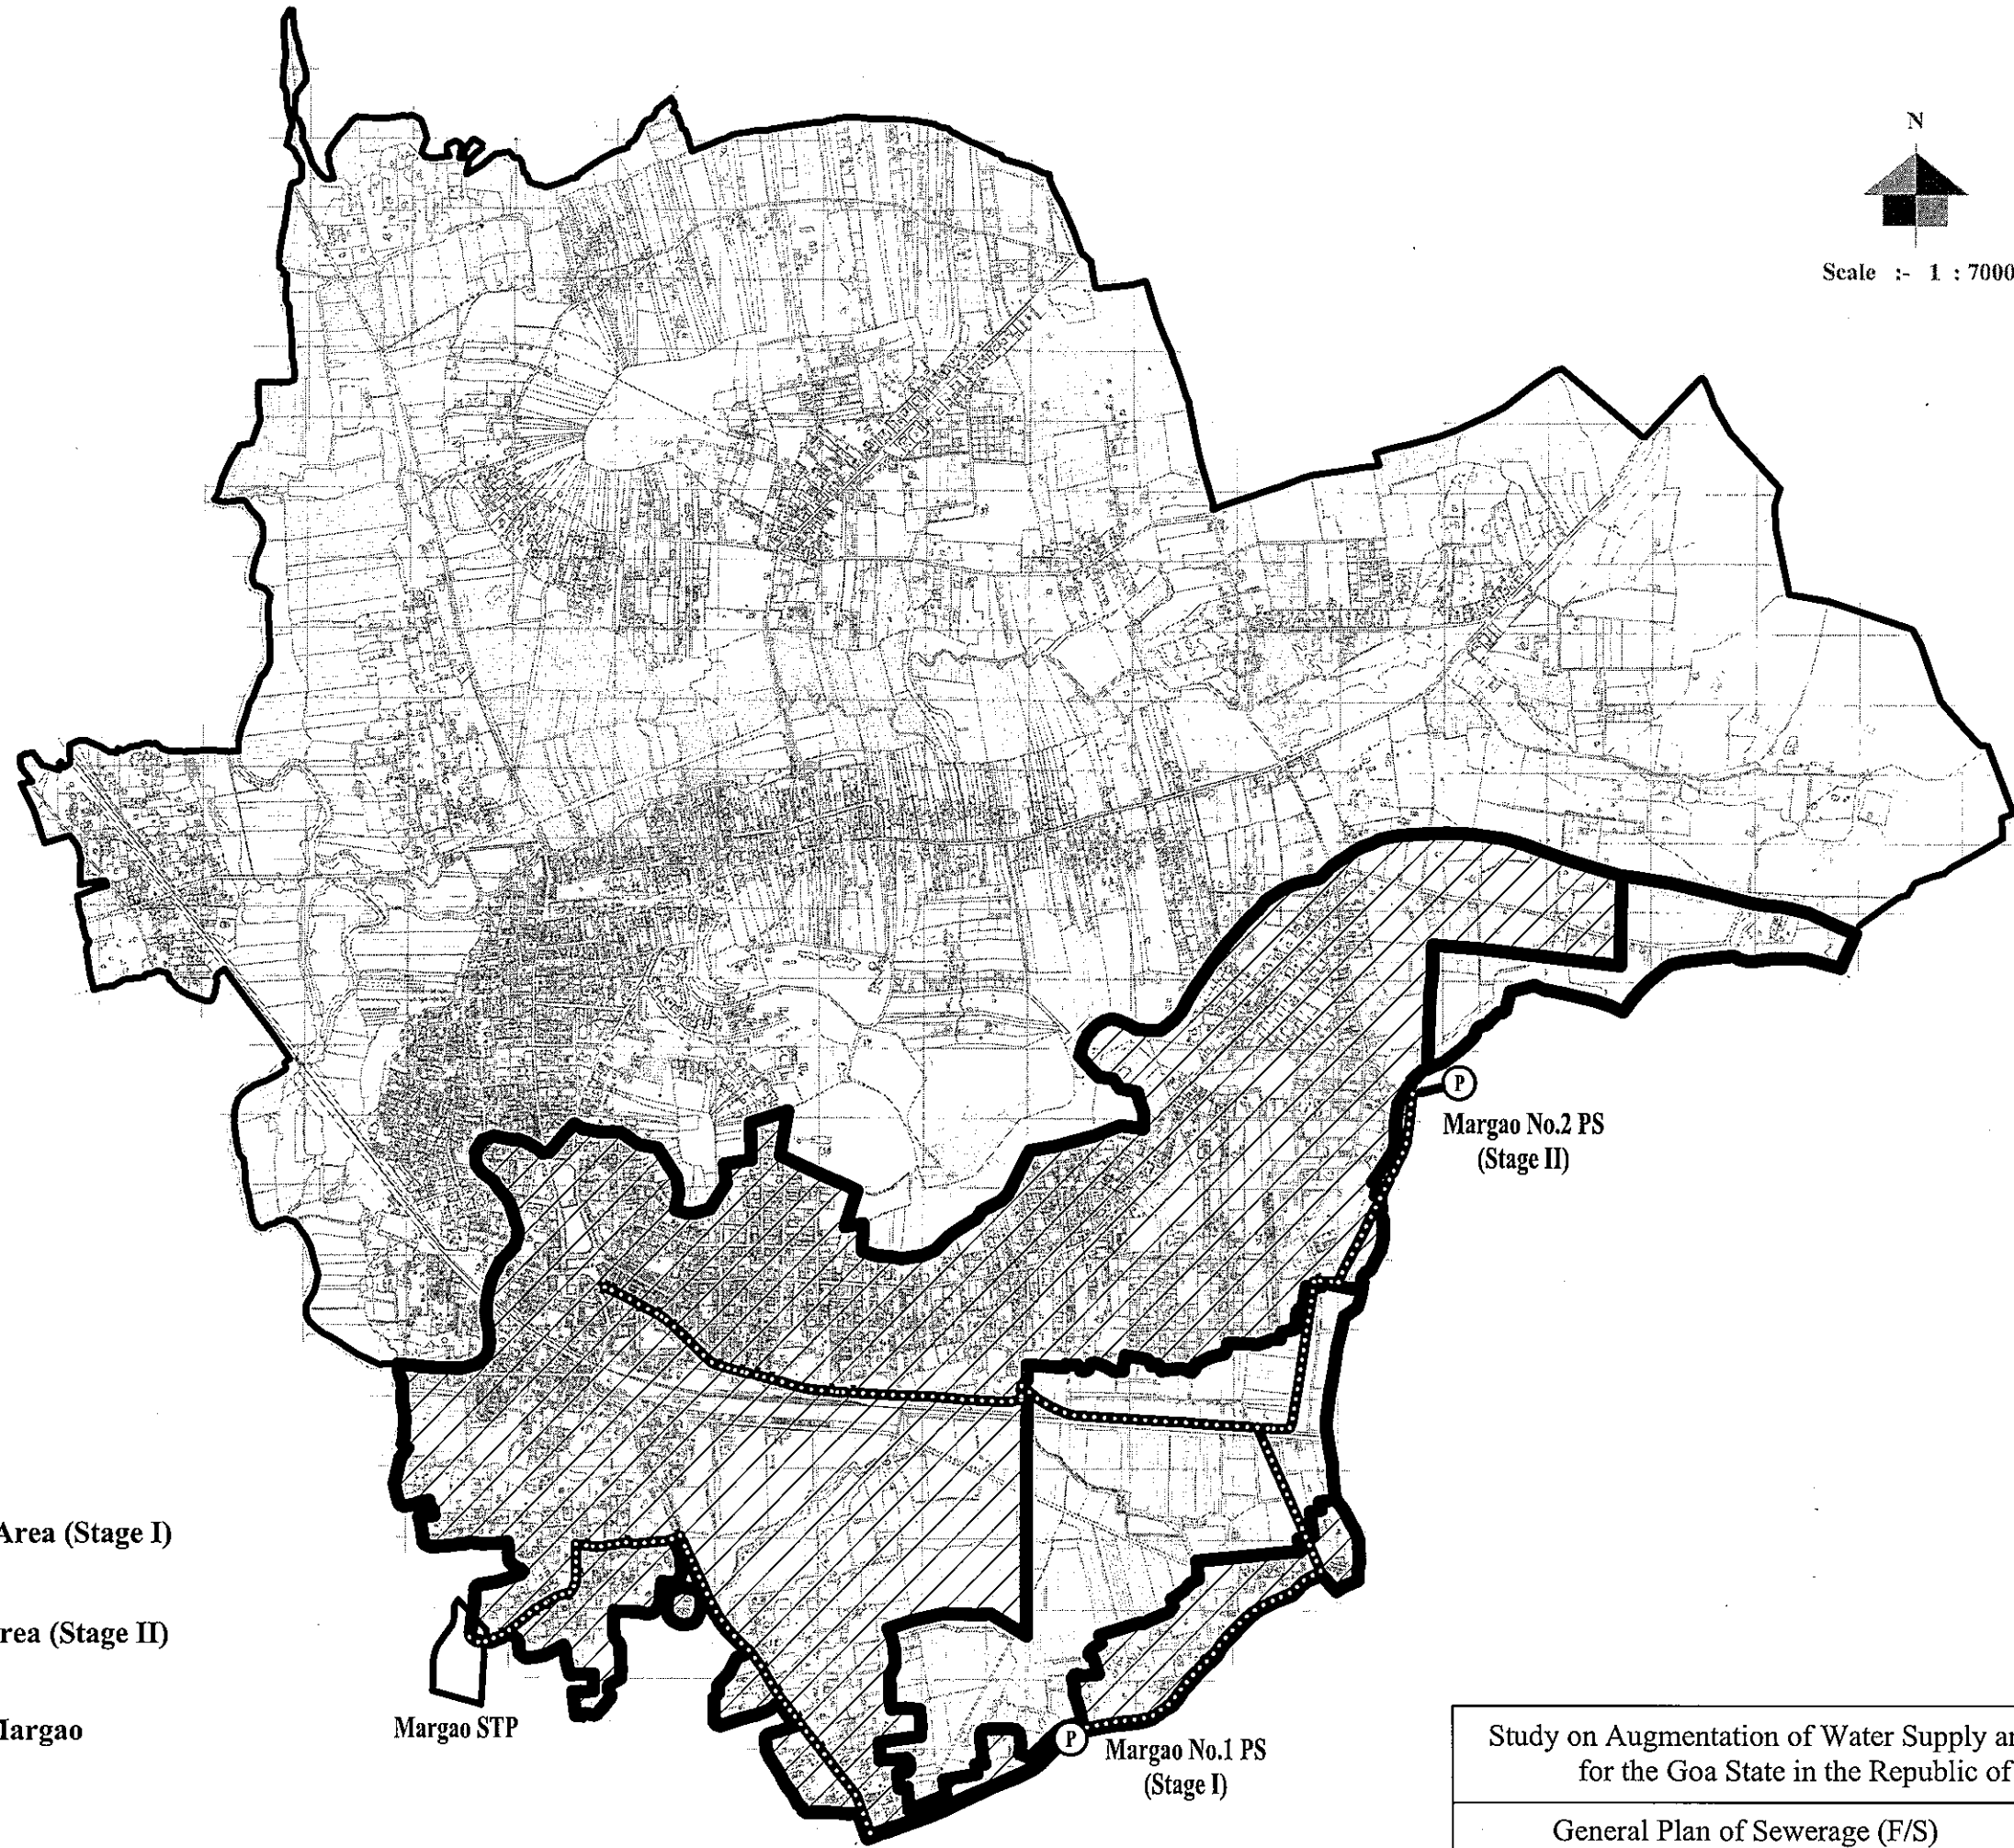 N
Scale :- 1 : 7000
P
Margao No.2 PS
(Stage II)
Area (Stage I)
Area (Stage II)
Margao
Margao STP
P
Margao No.1 PS
(Stage I)
Study on Augmentation of Water Supply
for the Goa State in the Republic of
General Plan of Sewerage (F/S)